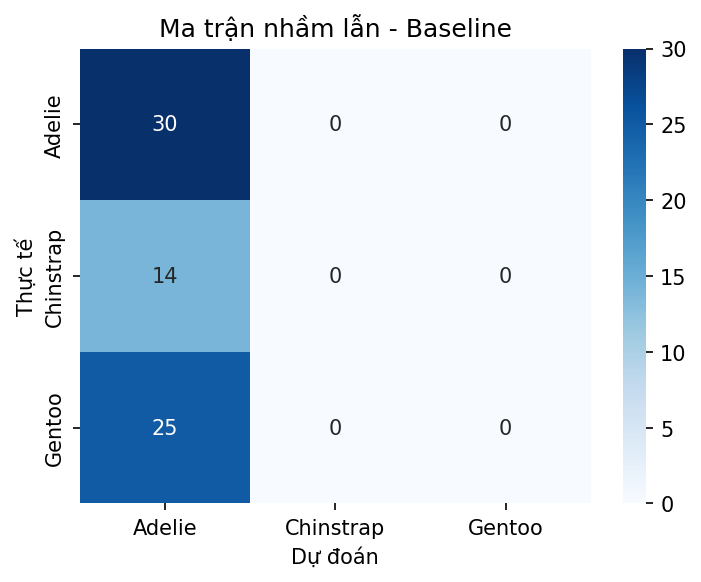 Ma trận nhầm lẫn - Baseline
Thực tế
Adelie
30 0 0
Chinstrap
14 0 0
Gentoo
25 0 0
Adelie Chinstrap Gentoo
Dự đoán
30
25
20
15
10
5
0